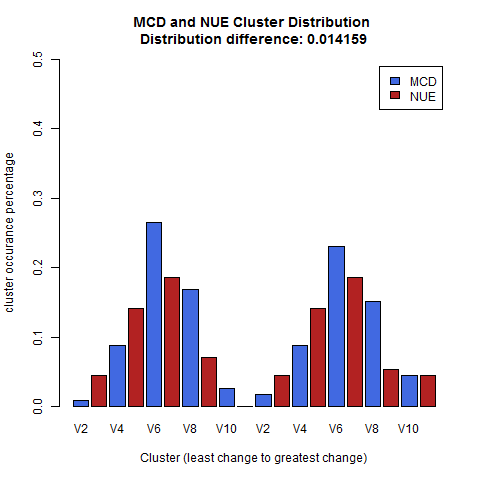 MCD and NUE Cluster Distribution
Distribution difference: 0.014159
MCD
NUE
cluster occurance percentage
0.5
0.4
0.3
0.2
0.1
0.0
V2 V4 V6 V8 V10 V2 V4 V6 V8 V10
Cluster (least change to greatest change)